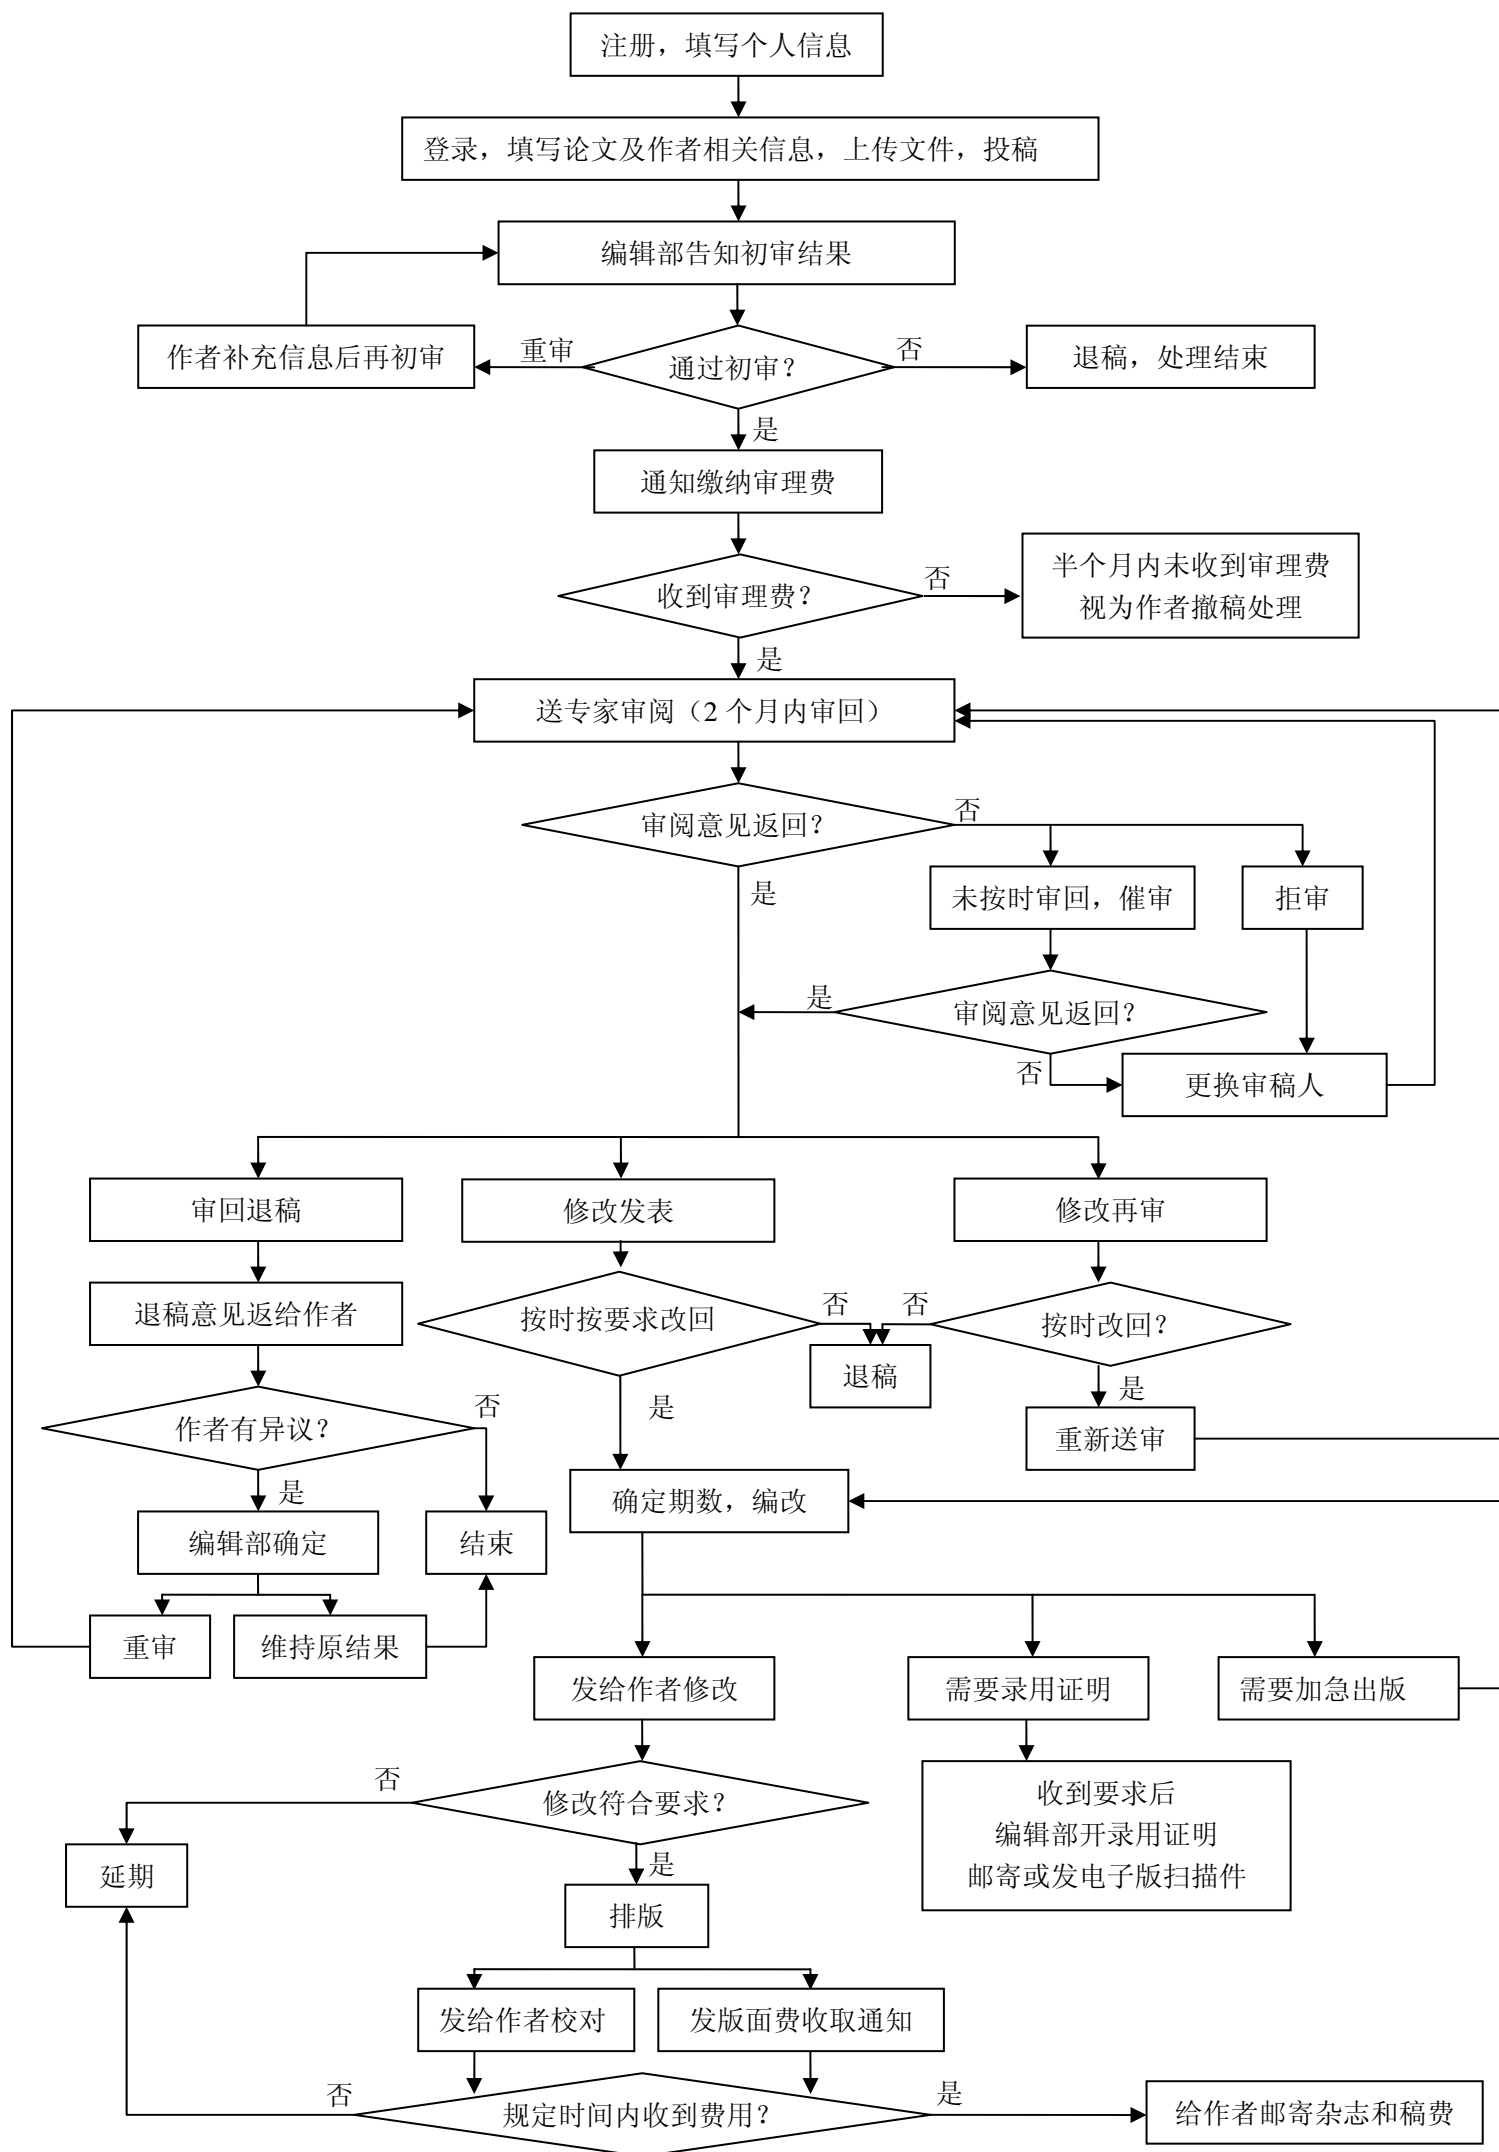 注册，填写个人信息
登录，填写论文及作者相关信息，上传文件，投稿
编辑部告知初审结果
作者补充信息后再初审
重审
通过初审？
否
退稿，处理结束
是
通知缴纳审理费
收到审理费？
否
半个月内未收到审理费
视为作者撤稿处理
是
送专家审阅（2 个月内审回）
审阅意见返回？
否
是
未按时审回，催审
拒审
是
审阅意见返回？
否
更换审稿人
审回退稿
修改发表
修改再审
退稿意见返给作者
按时按要求改回
否
否
按时改回？
退稿
是
是
重新送审
作者有异议？
否
是
确定期数，编改
编辑部确定
结束
重审
维持原结果
发给作者修改
需要录用证明
需要加急出版
否
修改符合要求？
收到要求后
编辑部开录用证明
邮寄或发电子版扫描件
延期
是
排版
发给作者校对
发版面费收取通知
否
规定时间内收到费用？
是
给作者邮寄杂志和稿费